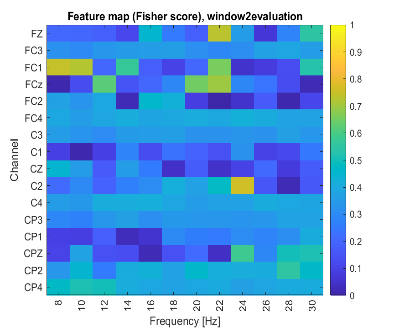 Feature map (Fisher score), window2evaluation
FZ
FC3
FC1
FCz
FC2
FC4
C3
C1
CZ
C2
C4
CP3
CP1
CPZ
CP2
CP4
Channel
8 10 12 14 16 18 20 22 24 26 28 30
Frequency [Hz]
1
0.9
0.8
0.7
0.6
0.5
0.4
0.3
0.2
0.1
0